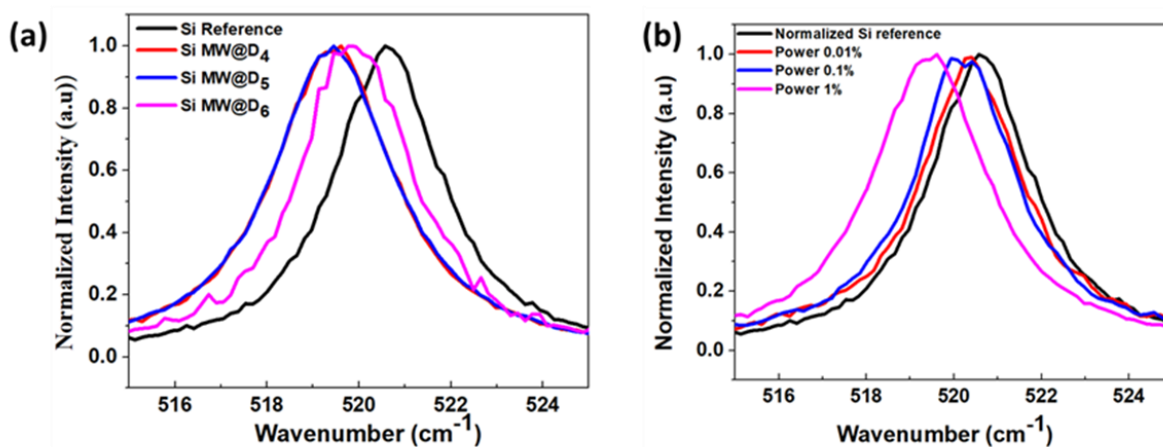 (a)
Si Reference
Si MW@D4
Si MW@D5
Si MW@D6
Normalized Intensity (a.u)
1.0
0.8
0.6
0.4
0.2
0.0
516 518 520 522 524
Wavenumber (cm-1)
(b)
Normalized Si reference
Power 0.01%
Power 0.1%
Power 1%
Normalized Intensity (a.u)
1.0
0.8
0.6
0.4
0.2
0.0
516 518 520 522 524
Wavenumber (cm-1)